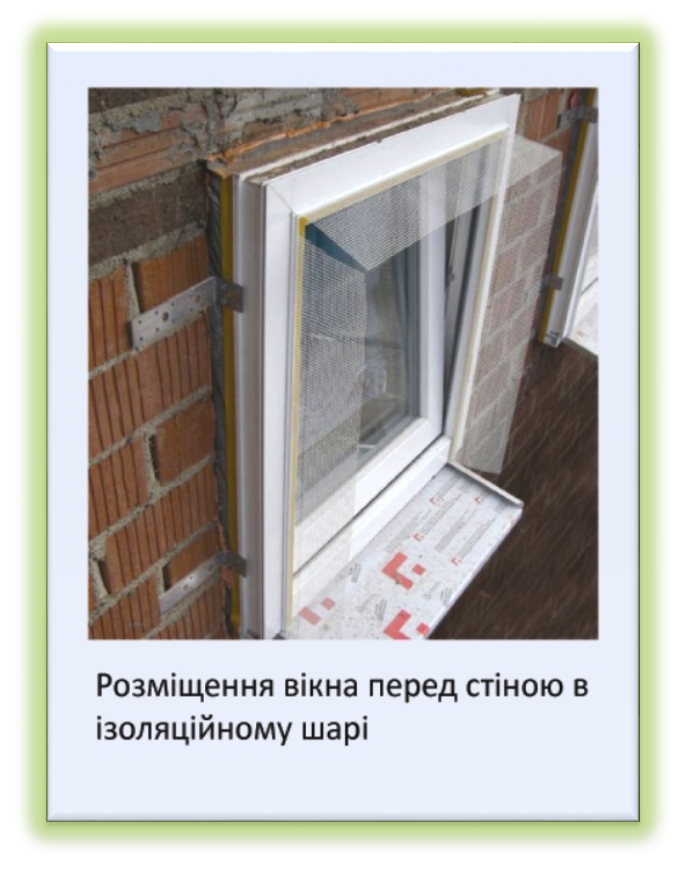 Розміщення вікна перед стіною в
ізоляційному шарі